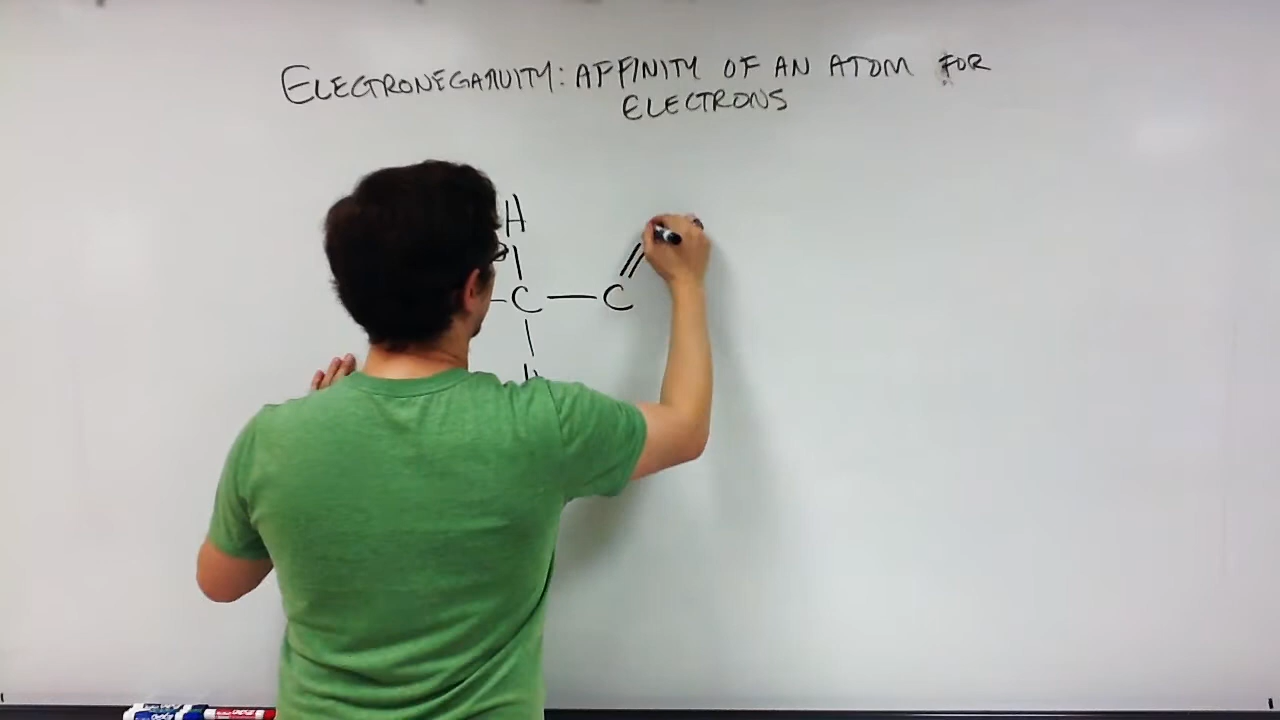 ELECTRONEGATIVITY: AFFINITY OF AN ATOM FOR
ELECTRONS
H
C — C
H